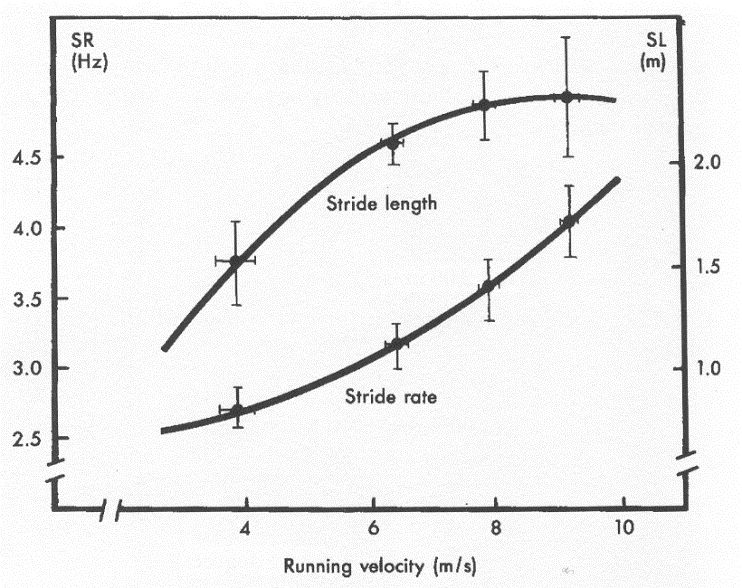 SR
(Hz)
SL
(m)
4.5
4.0
3.5
3.0
2.5
2.0
1.5
1.0
Stride length
Stride rate
4 6 8 10
Running velocity (m/s)